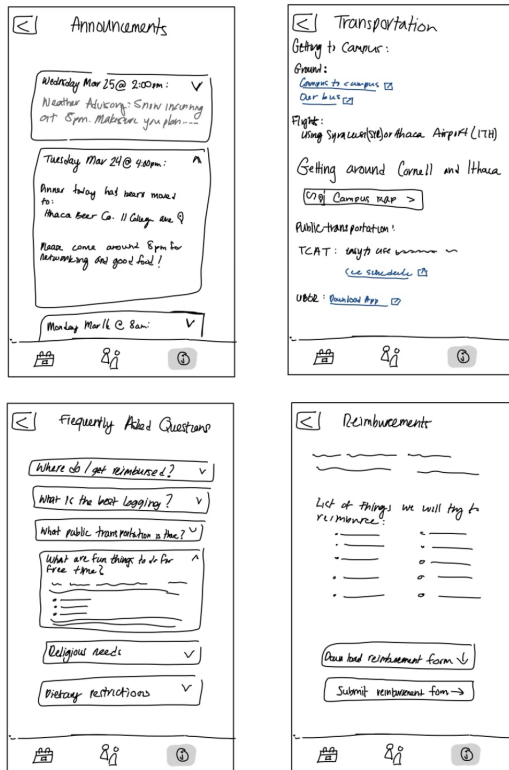 Announcements
Wednesday Mar 25 @ 2:00pm:
Weather Advisory: Snow incoming
at 8pm. Make sure you plan----
Tuesday Mar 24 @ 4:00pm:
Dinner today has been moved
to:
Ithaca Beer Co. 11 College ave
Please come around 8pm for
networking and good food!
Monday Mar 16 @ 8am:
Transportation
Getting to Campus:
Ground:
Campus to campus
Our bus
Flight:
Using Syracuse(SYR) or Ithaca Airport (ITH)
Getting around Cornell and Ithaca
Campus map >
Public transportation:
TCAT: easy to use
see schedule
UBER: Download App
Frequently Asked Questions
Where do I get reimbursed?
What is the best lodging?
What public transportation is there?
What are fun things to do for
free time?
Religious needs
Dietary restrictions
Reimbursements
List of things we will try to
reimburse:
Download reimbursement form ↓
Submit reimbursement form →